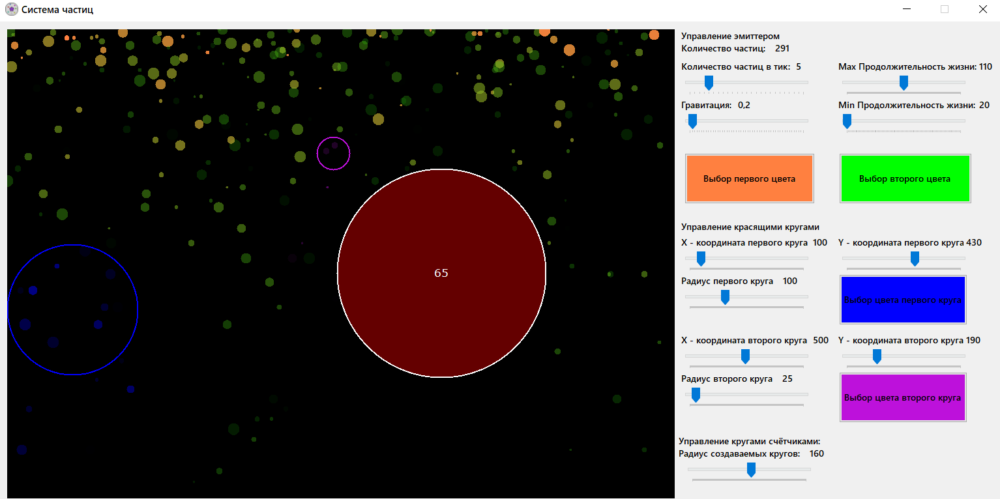 Система частиц
Управление эмиттером
Количество частиц: 291
Количество частиц в тик: 5
Max Продолжительность жизни: 110
Гравитация: 0,2
Min Продолжительность жизни: 20
Выбор первого цвета
Выбор второго цвета
Управление красящими кругами
X - координата первого круга 100
Y - координата первого круга 430
Радиус первого круга 100
Выбор цвета первого круга
65
X - координата второго круга 500
Y - координата второго круга 190
Радиус второго круга 25
Выбор цвета второго круга
Управление кругами счётчиками:
Радиус создаваемых кругов: 160